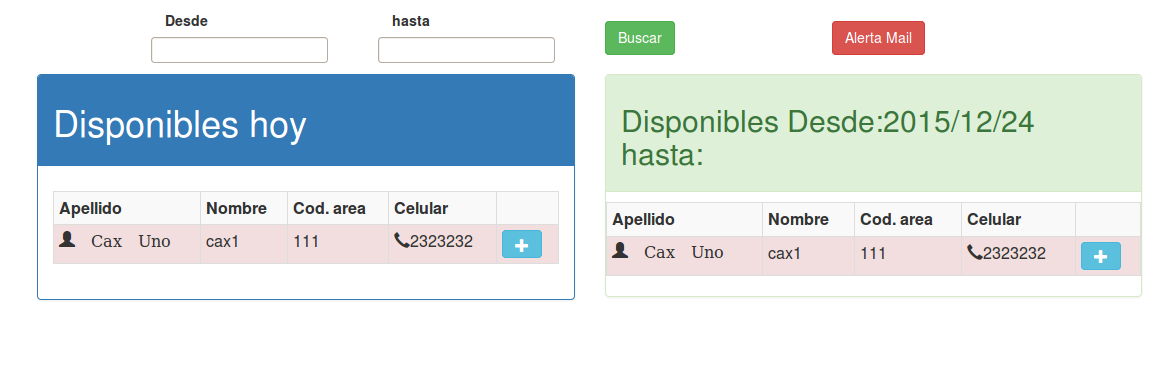 Desde hasta
Buscar Alerta Mail
Disponibles hoy
Apellido Nombre Cod. area Celular
Cax Uno cax1 111 2323232
Disponibles Desde:2015/12/24
hasta:
Apellido Nombre Cod. area Celular
Cax Uno cax1 111 2323232